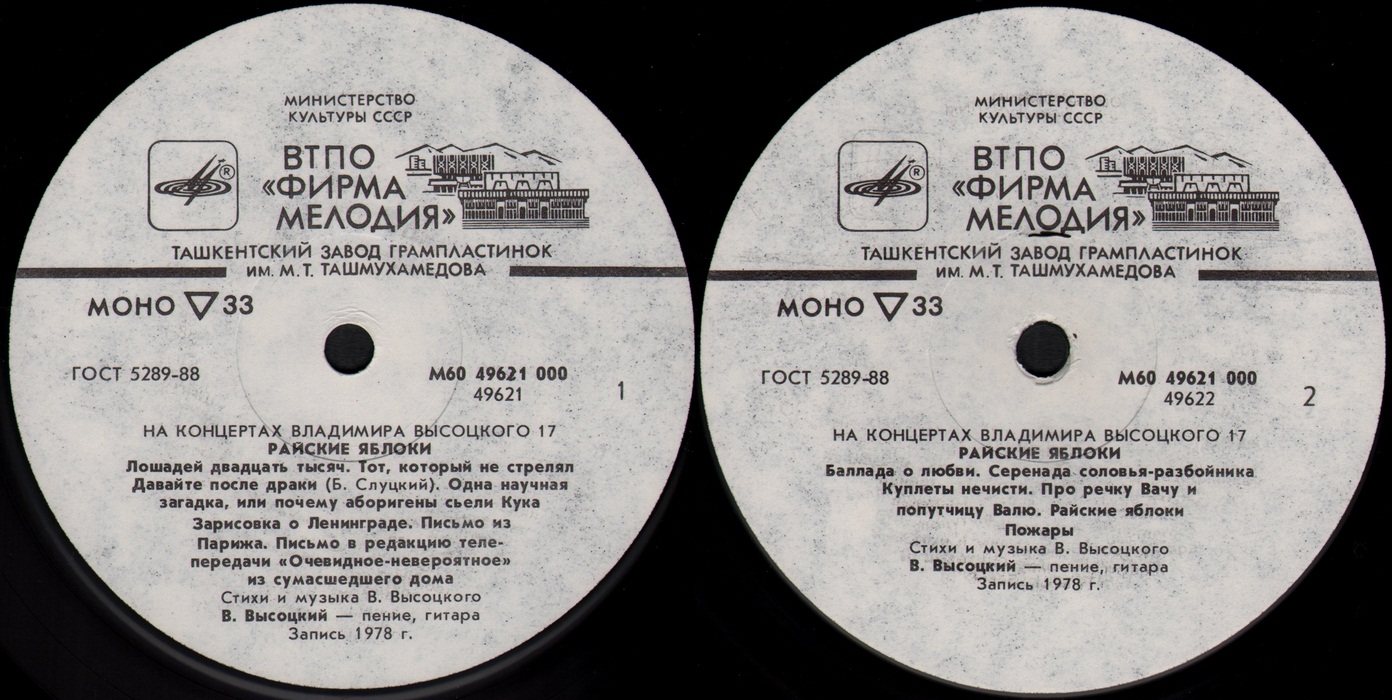 МИНИСТЕРСТВО
КУЛЬТУРЫ СССР
®
ВТПО
«ФИРМА
МЕЛОДИЯ»
ТАШКЕНТСКИЙ ЗАВОД ГРАМПЛАСТИНОК
ИМ. М. Т. ТАШМУХАМЕДОВА
МОНО ▽ 33
ГОСТ 5289-88
М60 49621 000
49621
1
НА КОНЦЕРТАХ ВЛАДИМИРА ВЫСОЦКОГО 17
РАЙСКИЕ ЯБЛОКИ
Лошадей двадцать тысяч. Тот, который не стрелял
Давайте после драки (Б. Слуцкий). Одна научная
загадка, или почему аборигены съели Кука
Зарисовка о Ленинграде. Письмо из
Парижа. Письмо в редакцию теле-
передачи «Очевидное-невероятное»
из сумасшедшего дома
Стихи и музыка В. Высоцкого
В. Высоцкий — пение, гитара
Запись 1978 г.
МИНИСТЕРСТВО
КУЛЬТУРЫ СССР
®
ВТПО
«ФИРМА
МЕЛОДИЯ»
ТАШКЕНТСКИЙ ЗАВОД ГРАМПЛАСТИНОК
ИМ. М. Т. ТАШМУХАМЕДОВА
МОНО ▽ 33
ГОСТ 5289-88
М60 49621 000
49622
2
НА КОНЦЕРТАХ ВЛАДИМИРА ВЫСОЦКОГО 17
РАЙСКИЕ ЯБЛОКИ
Баллада о любви. Серенада соловья-разбойника
Куплеты нечисти. Про речку Вачу и
попутчицу Валю. Райские яблоки
Пожары
Стихи и музыка В. Высоцкого
В. Высоцкий — пение, гитара
Запись 1978 г.